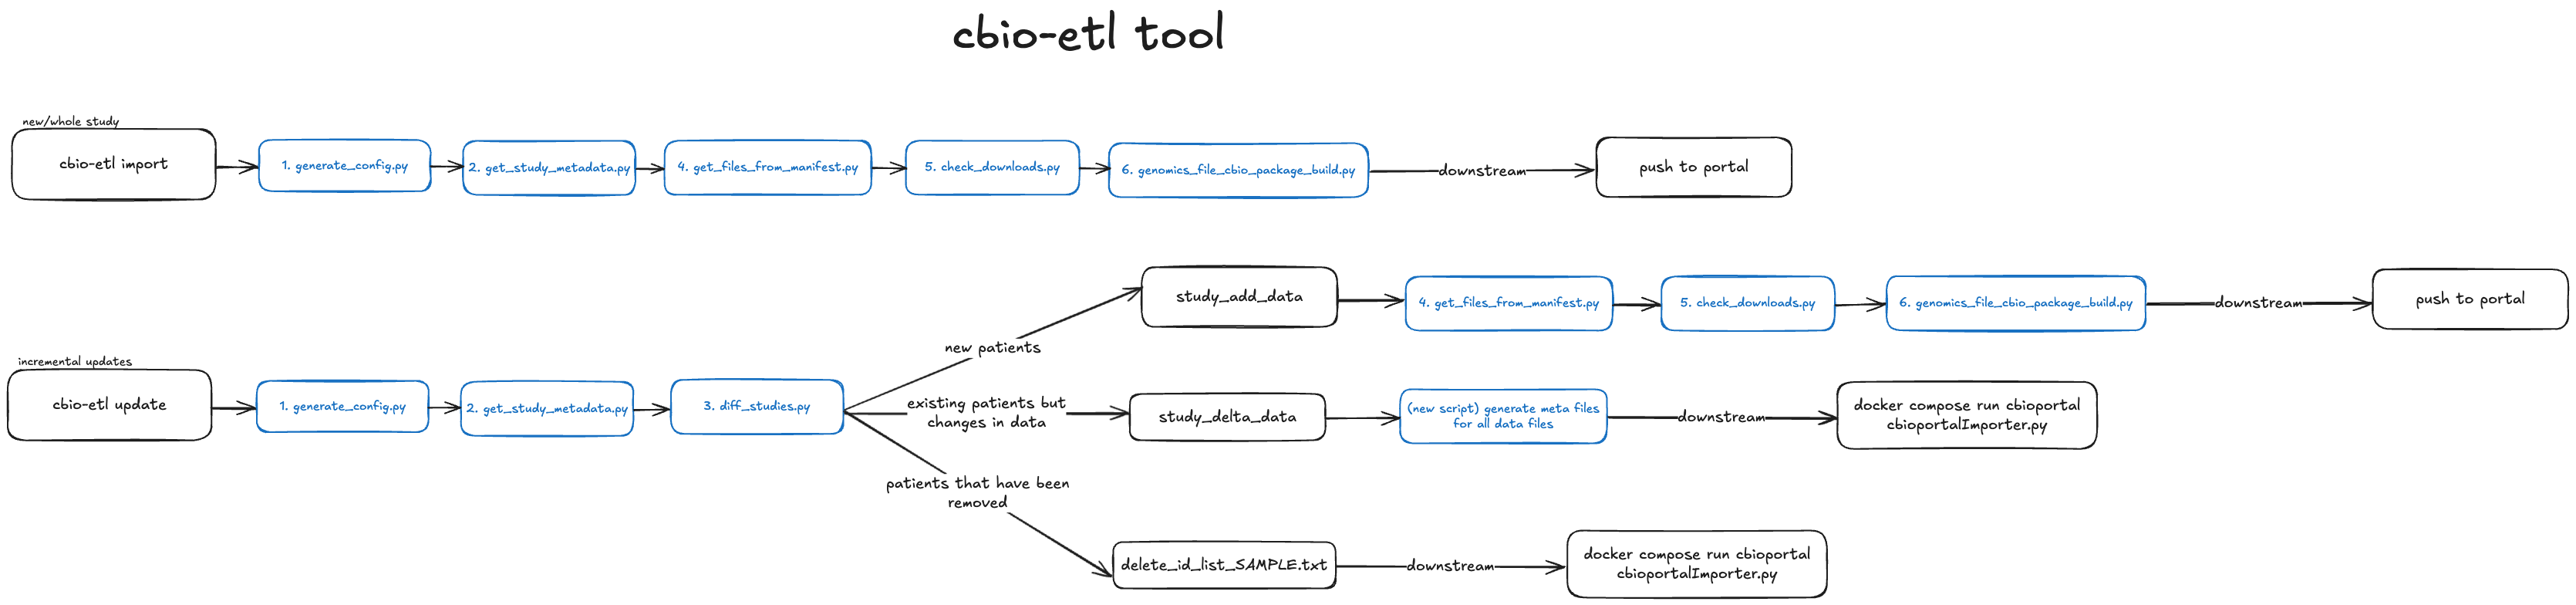 cbio-etl tool
new/whole study
cbio-etl import
1. generate_config.py
2. get_study_metadata.py
4. get_files_from_manifest.py
5. check_downloads.py
6. genomics_file_cbio_package_build.py
downstream
push to portal
study_add_data
4. get_files_from_manifest.py
5. check_downloads.py
6. genomics_file_cbio_package_build.py
downstream
push to portal
new patients
incremental updates
cbio-etl update
1. generate_config.py
2. get_study_metadata.py
3. diff_studies.py
existing patients but
changes in data
study_delta_data
(new script) generate meta files
for all data files
downstream
docker compose run cbioportal
cbioportalImporter.py
patients that have been
removed
delete_id_list_SAMPLE.txt
downstream
docker compose run cbioportal
cbioportalImporter.py